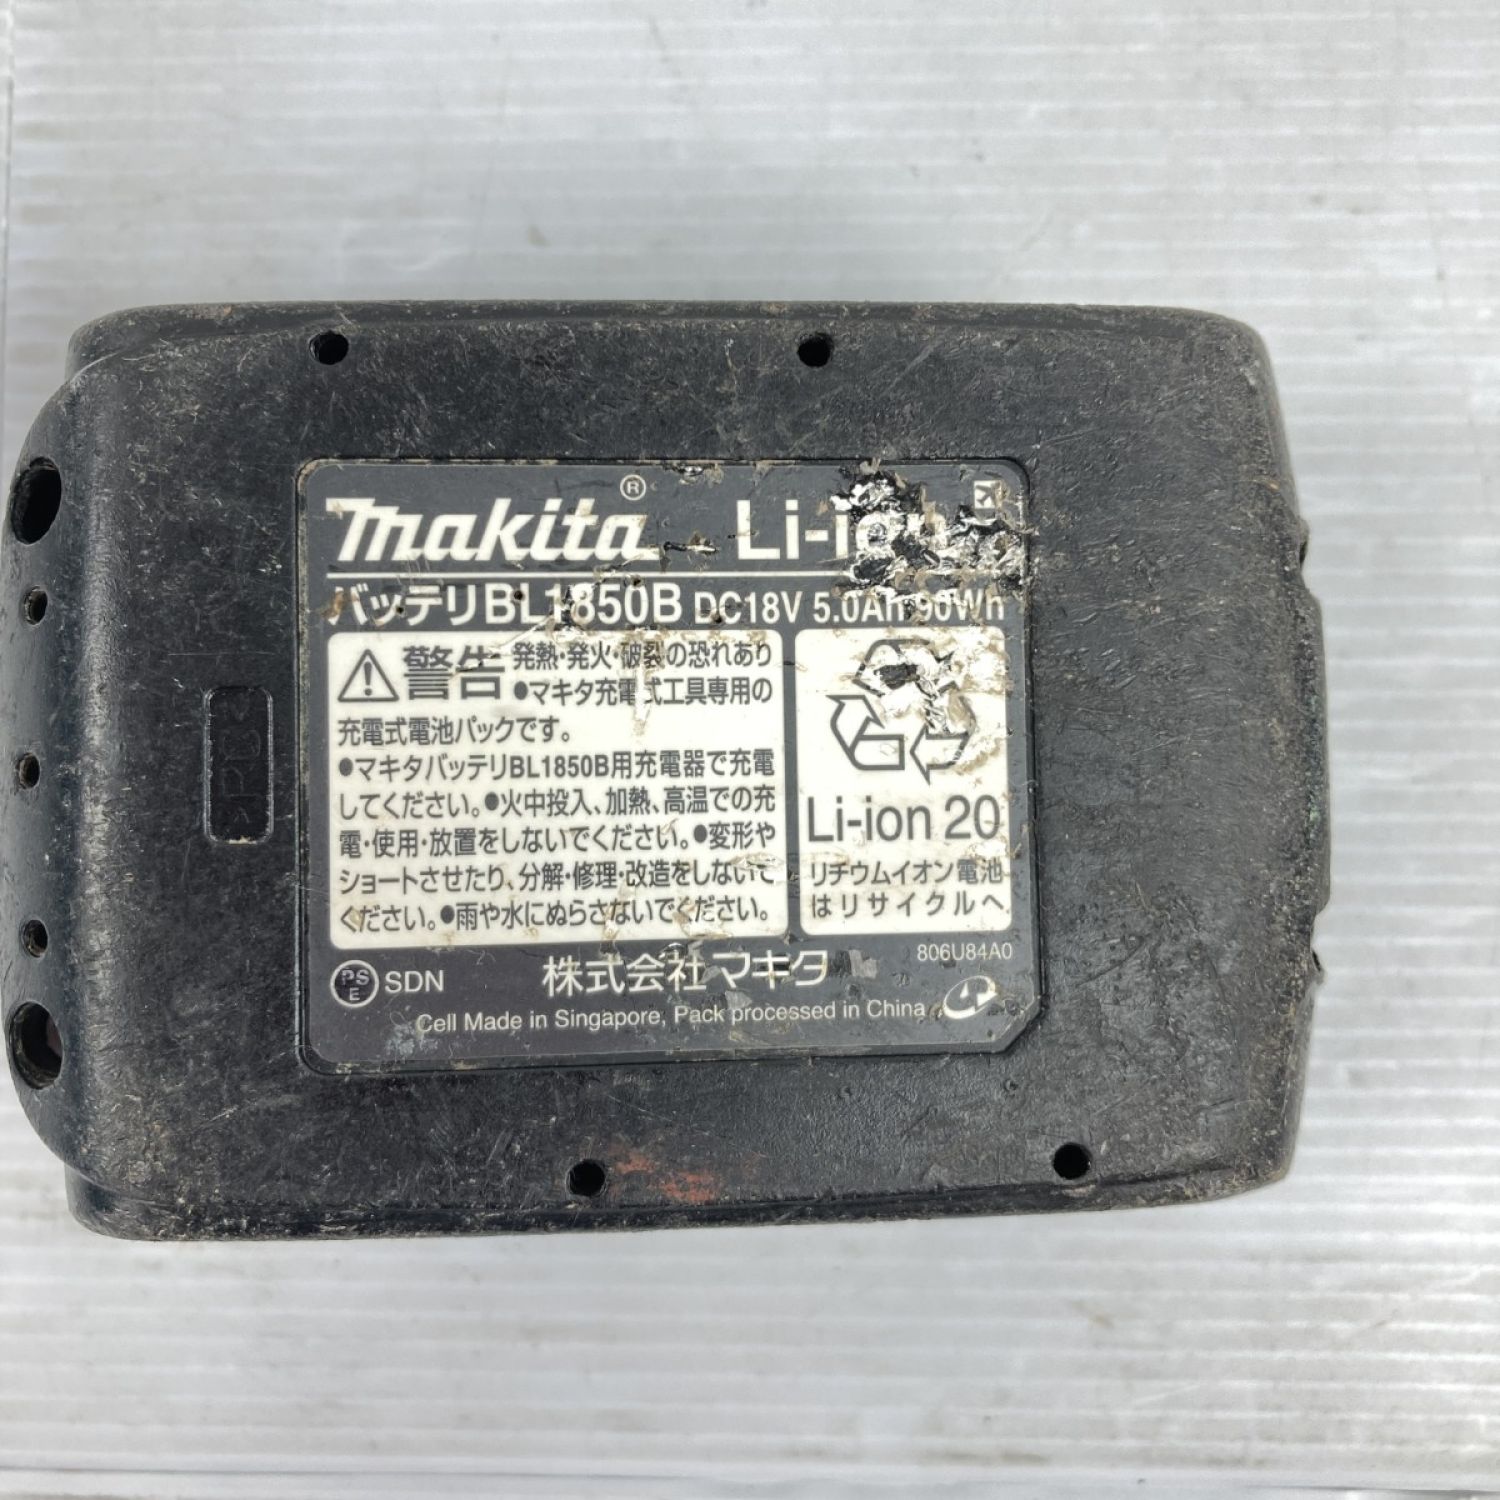 makita® Li-ion
バッテリBL1850B DC18V 5.0Ah 90Wh
警告 発熱・発火・破裂の恐れあり
●マキタ充電式工具専用の
充電式電池パックです。
●マキタバッテリBL1850B用充電器で充電
してください。●火中投入、加熱、高温での充
電・使用・放置をしないでください。●変形や
ショートさせたり、分解・修理・改造をしないで
ください。●雨や水にぬらさないでください。
Li-ion 20
リチウムイオン電池
はリサイクルへ
PSE SDN 株式会社マキタ 806U84A0
Cell Made in Singapore, Pack processed in China